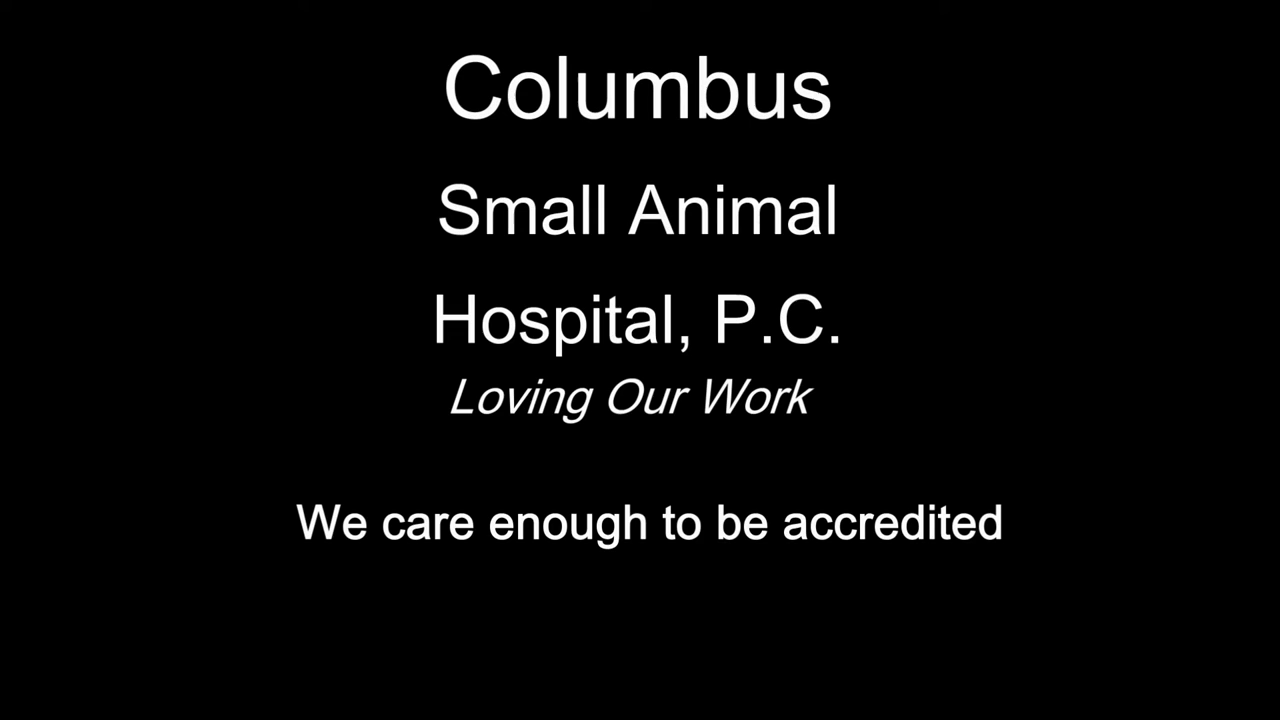 Columbus
Small Animal
Hospital, P.C.
Loving Our Work
We care enough to be accredited